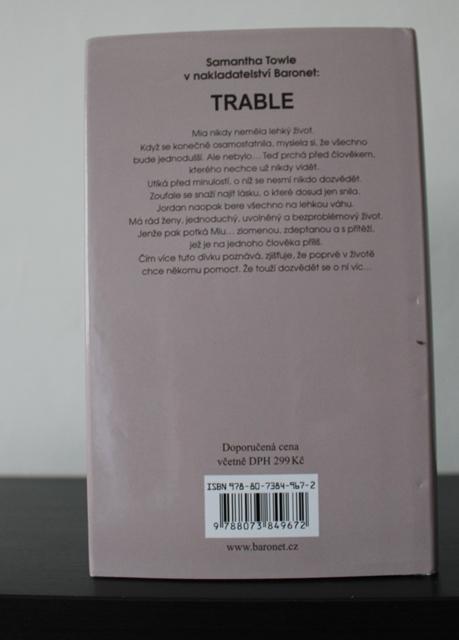 Samantha Towle
v nakladatelství Baronet:
TRABLE
Mia nikdy neměla lehký život.
Když se konečně osamostatnila, myslela si, že všechno
bude jednodušší. Ale nebylo... Teď prchá před člověkem,
kterého nechce už nikdy vidět.
Utíká před minulostí, o níž se nesmí nikdo dozvědět.
Zoufale se snaží najít lásku, o které dosud jen snila.
Jordan naopak bere všechno na lehkou váhu.
Má rád ženy, jednoduchý, uvolněný a bezproblémový život.
Jenže pak potká Miu... zlomenou, zdeptanou a s přítěží,
jež je na jednoho člověka příliš.
Čím více tuto dívku poznává, zjišťuje, že poprvé v životě
chce někomu pomoct. Že touží dozvědět se o ní víc...
Doporučená cena
včetně DPH 299 Kč
ISBN 978-80-7384-967-2
9 788073 849672
www.baronet.cz